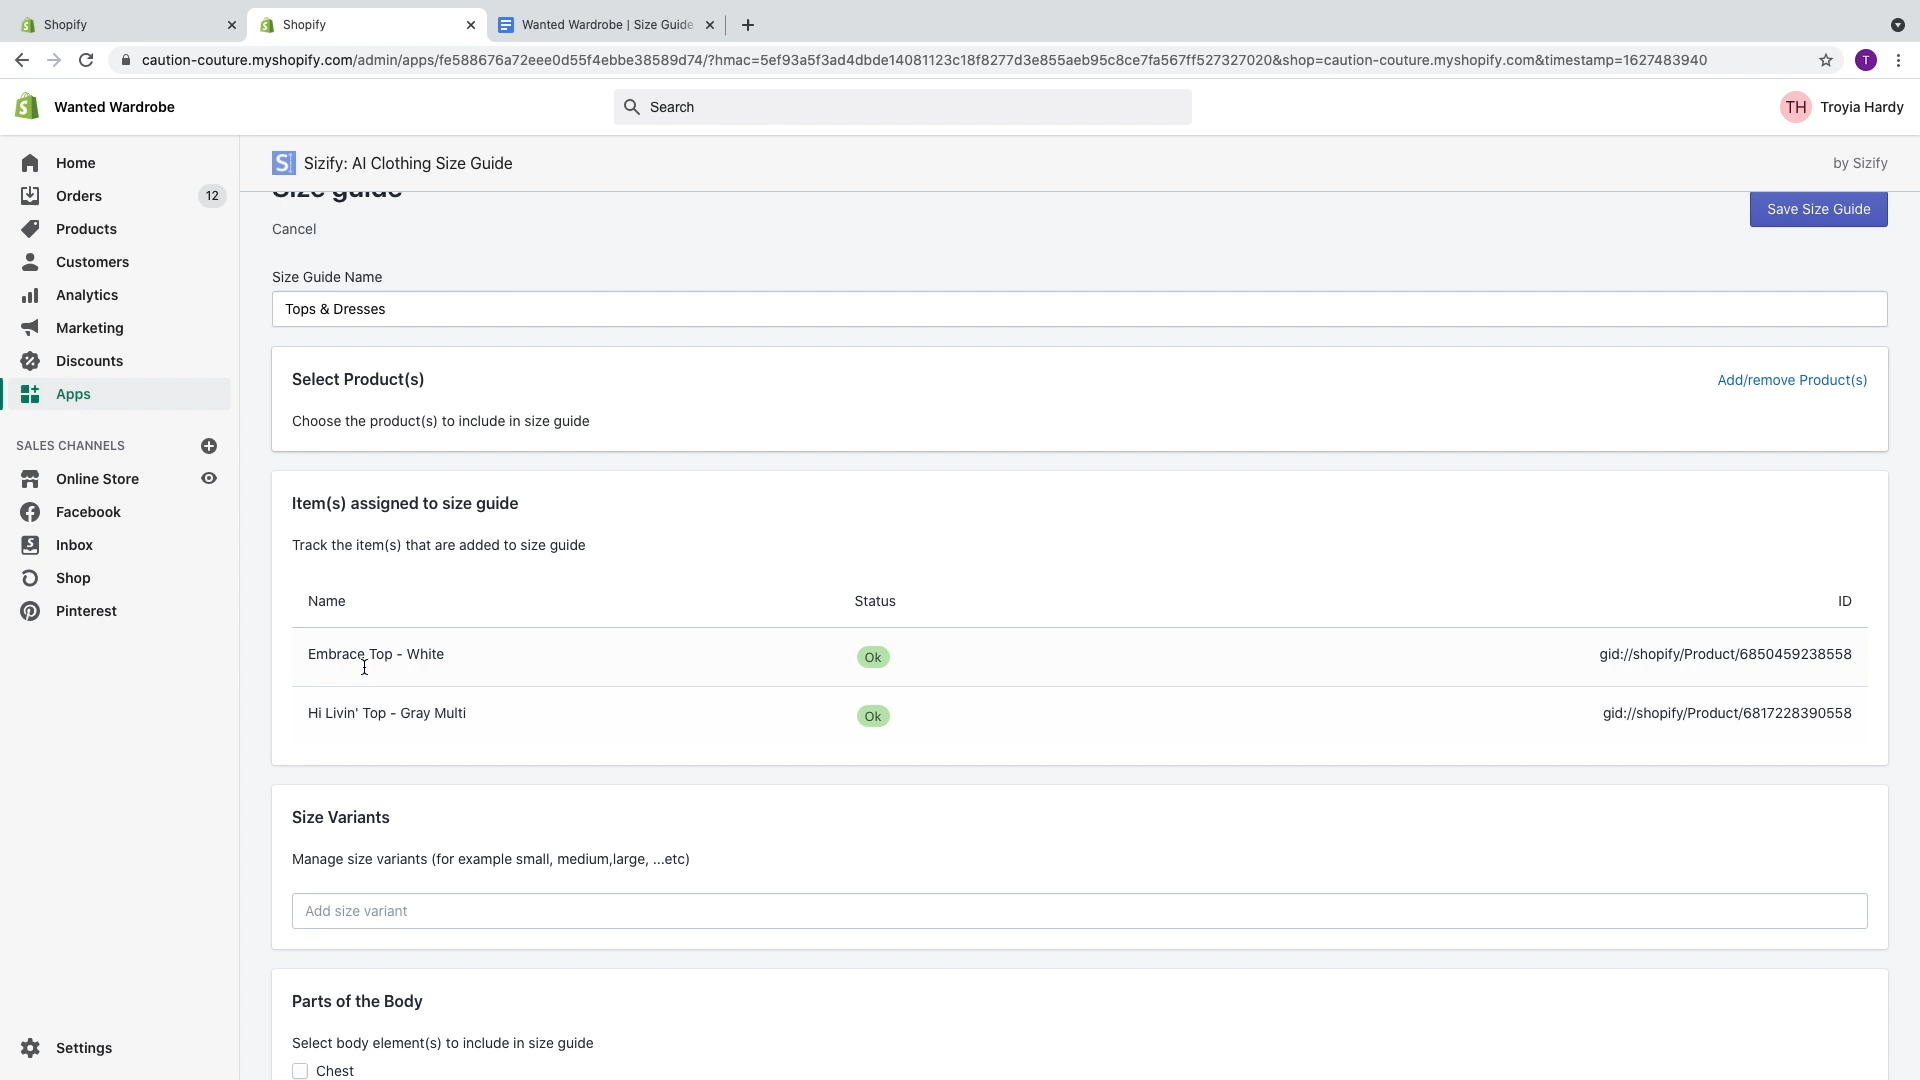 Shopify
Shopify
Wanted Wardrobe | Size Guide
caution-couture.myshopify.com/admin/apps/fe588676a72eee0d55f4ebbe38589d74/?hmac=5ef93a5f3ad4dbde14081123c18f8277d3e855aeb95c8ce7fa567ff527327020&shop=caution-couture.myshopify.com&timestamp=1627483940
T
Wanted Wardrobe
Search
TH Troyia Hardy
Home
Orders 12
Products
Customers
Analytics
Marketing
Discounts
Apps
SALES CHANNELS
Online Store
Facebook
Inbox
Shop
Pinterest
Settings
Sizify: AI Clothing Size Guide
by Sizify
Size guide
Cancel
Save Size Guide
Size Guide Name
Tops & Dresses
Select Product(s)
Add/remove Product(s)
Choose the product(s) to include in size guide
Item(s) assigned to size guide
Track the item(s) that are added to size guide
Name Status ID
Embrace Top - White Ok gid://shopify/Product/6850459238558
Hi Livin' Top - Gray Multi Ok gid://shopify/Product/6817228390558
Size Variants
Manage size variants (for example small, medium,large, ...etc)
Add size variant
Parts of the Body
Select body element(s) to include in size guide
Chest